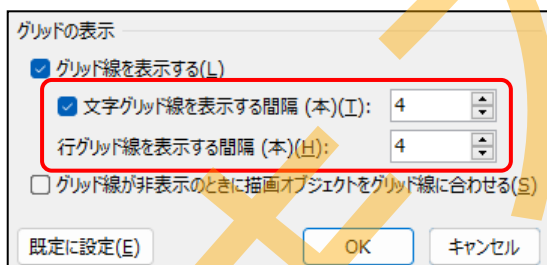 グリッドの表示
グリッド線を表示する(L)
文字グリッド線を表示する間隔 (本)(T): 4
行グリッド線を表示する間隔 (本)(H): 4
グリッド線が非表示のときに描画オブジェクトをグリッド線に合わせる(S)
既定に設定(E) OK キャンセル